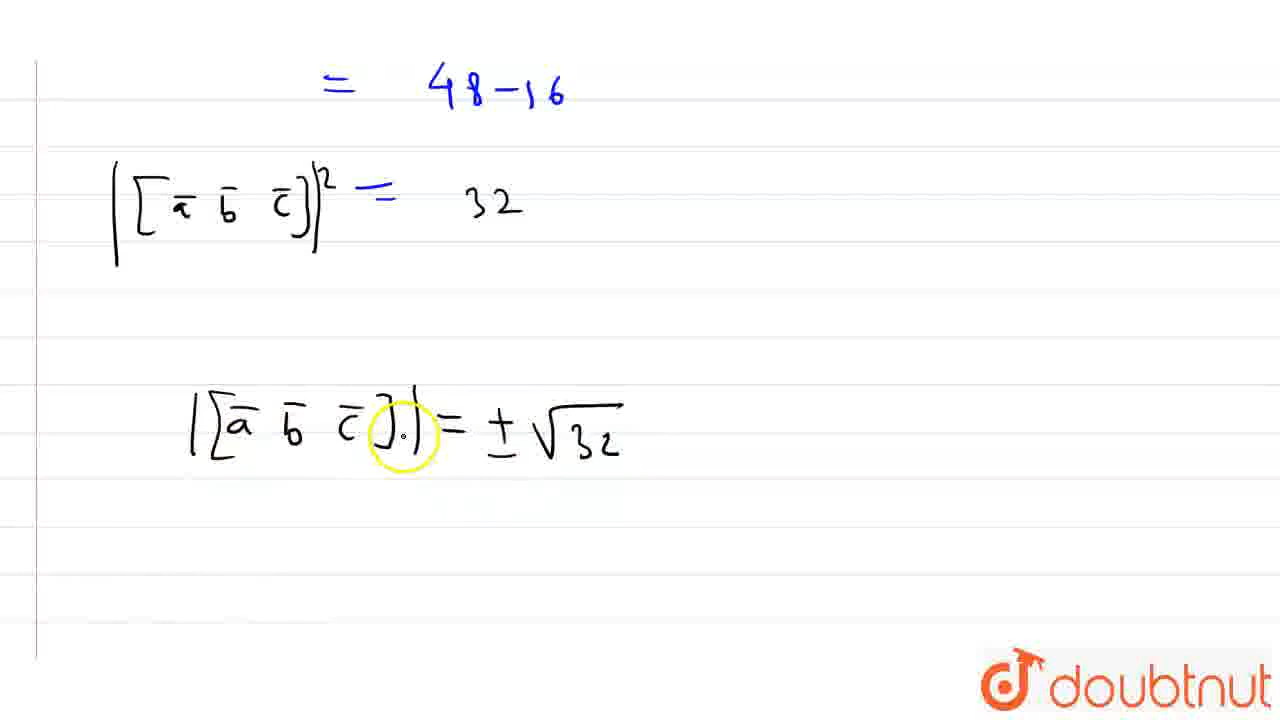 = 48-16
|[a̅ b̅ c̅]|² = 32
|[a̅ b̅ c̅].| = ± √32
doubtnut